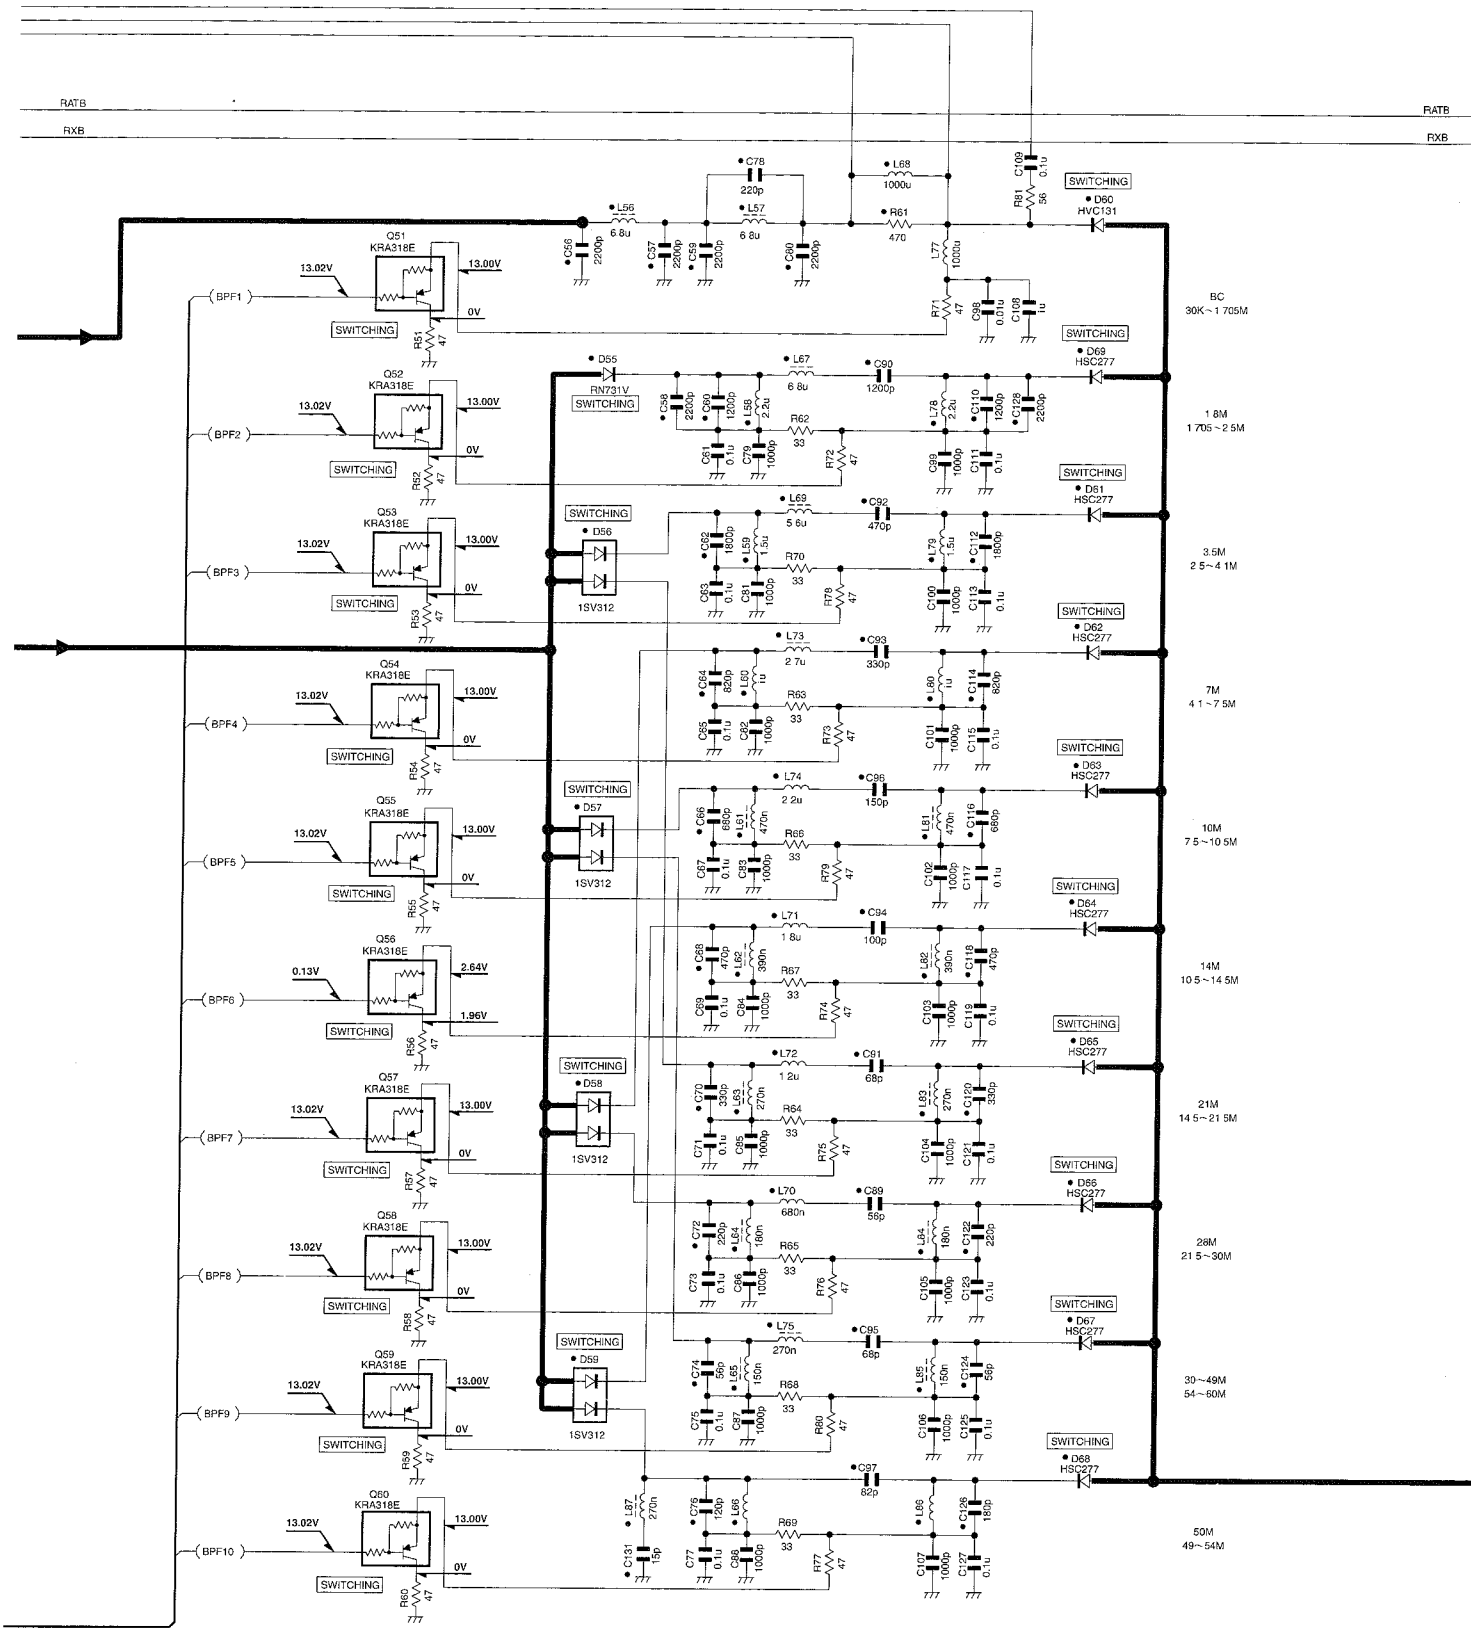 RATB
RATB
RXB
RXB
C109
0.1u
R81
56
SWITCHING
D60
HVC131
C78
220p
L68
1000u
L56
6 8u
L57
6 8u
R61
470
C56
2200p
C57
2200p
C59
2200p
C80
2200p
L77
1000u
Q51
KRA318E
13.02V
13.00V
(BPF1)
0V
SWITCHING
R51
47
R71
47
C98
0.01u
C108
iu
BC
30K~1 705M
SWITCHING
D69
HSC277
D55
RN731V
SWITCHING
L67
6 8u
C90
1200p
Q52
KRA318E
13.02V
13.00V
(BPF2)
0V
SWITCHING
R52
47
C58
2200p
C60
1200p
L58
2.2u
R62
33
L78
2.2u
C110
1200p
C128
2200p
C61
0.1u
C79
1000p
R72
47
C99
1000p
C111
0.1u
1 8M
1 705~2 5M
SWITCHING
D61
HSC277
L69
5 6u
C92
470p
Q53
KRA318E
13.02V
13.00V
(BPF3)
0V
SWITCHING
R53
47
SWITCHING
D56
1SV312
C62
1800p
L59
1.5u
R70
33
L79
1.5u
C112
1800p
C63
0.1u
C81
1000p
R78
47
C100
1000p
C113
0.1u
3.5M
2 5~4 1M
SWITCHING
D62
HSC277
L73
2 7u
C93
330p
Q54
KRA318E
13.02V
13.00V
(BPF4)
0V
SWITCHING
R54
47
C64
820p
L60
iu
R63
33
L80
iu
C114
820p
C65
0.1u
C82
1000p
R73
47
C101
1000p
C115
0.1u
7M
4 1~7 5M
SWITCHING
D63
HSC277
L74
2 2u
C96
150p
Q55
KRA318E
13.02V
13.00V
(BPF5)
0V
SWITCHING
R55
47
SWITCHING
D57
1SV312
C66
680p
L61
470n
R66
33
L81
470n
C116
680p
C67
0.1u
C83
1000p
R79
47
C102
1000p
C117
0.1u
10M
7 5~10 5M
SWITCHING
D64
HSC277
L71
1 8u
C94
100p
Q56
KRA318E
0.13V
2.64V
(BPF6)
1.96V
SWITCHING
R56
47
C68
470p
L62
390n
R67
33
L82
390n
C118
470p
C69
0.1u
C84
1000p
R74
47
C103
1000p
C119
0.1u
14M
10 5~14 5M
SWITCHING
D65
HSC277
L72
1 2u
C91
68p
Q57
KRA318E
13.02V
13.00V
(BPF7)
0V
SWITCHING
R57
47
SWITCHING
D58
1SV312
C70
330p
L63
270n
R64
33
L83
270n
C120
330p
C71
0.1u
C85
1000p
R75
47
C104
1000p
C121
0.1u
21M
14 5~21 5M
SWITCHING
D66
HSC277
L70
680n
C89
56p
Q58
KRA318E
13.02V
13.00V
(BPF8)
0V
SWITCHING
R58
47
C72
220p
L64
180n
R65
33
L84
180n
C122
220p
C73
0.1u
C86
1000p
R76
47
C105
1000p
C123
0.1u
28M
21 5~30M
SWITCHING
D67
HSC277
L75
270n
C95
68p
Q59
KRA318E
13.02V
13.00V
(BPF9)
0V
SWITCHING
R59
47
SWITCHING
D59
1SV312
C74
56p
L65
150n
R68
33
L85
150n
C124
56p
C75
0.1u
C87
1000p
R80
47
C106
1000p
C125
0.1u
30~49M
54~60M
SWITCHING
D68
HSC277
C97
82p
Q60
KRA318E
13.02V
13.00V
(BPF10)
0V
SWITCHING
R60
47
L87
270n
C131
15p
C76
120p
L66
R69
33
L86
C126
180p
C77
0.1u
C88
1000p
R77
47
C107
1000p
C127
0.1u
50M
49~54M